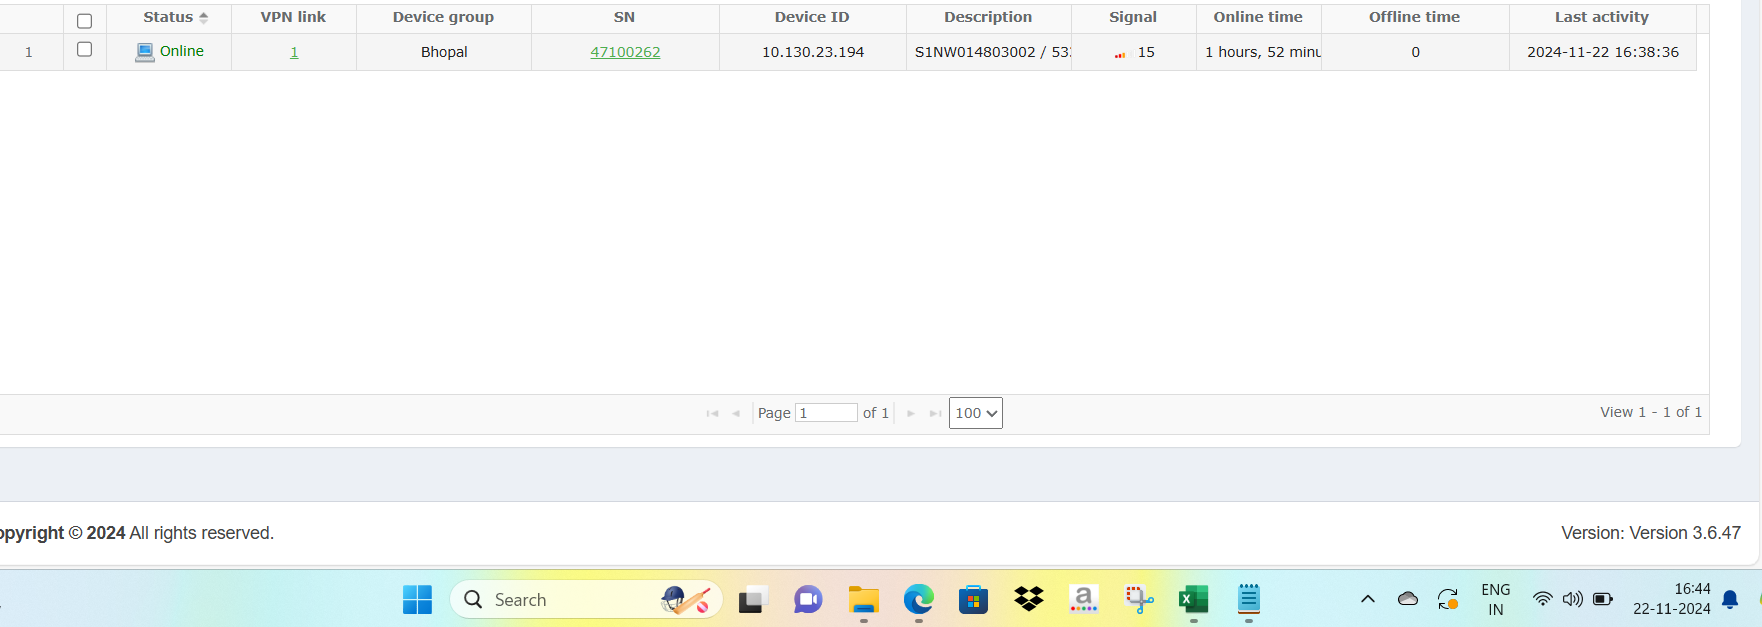 Status VPN link Device group SN Device ID Description Signal Online time Offline time Last activity
1 Online 1 Bhopal 47100262 10.130.23.194 S1NW014803002 / 53 15 1 hours, 52 minu 0 2024-11-22 16:38:36
Page 1 of 1 100 View 1 - 1 of 1
opyright © 2024 All rights reserved. Version: Version 3.6.47
Search ENG 16:44
IN 22-11-2024